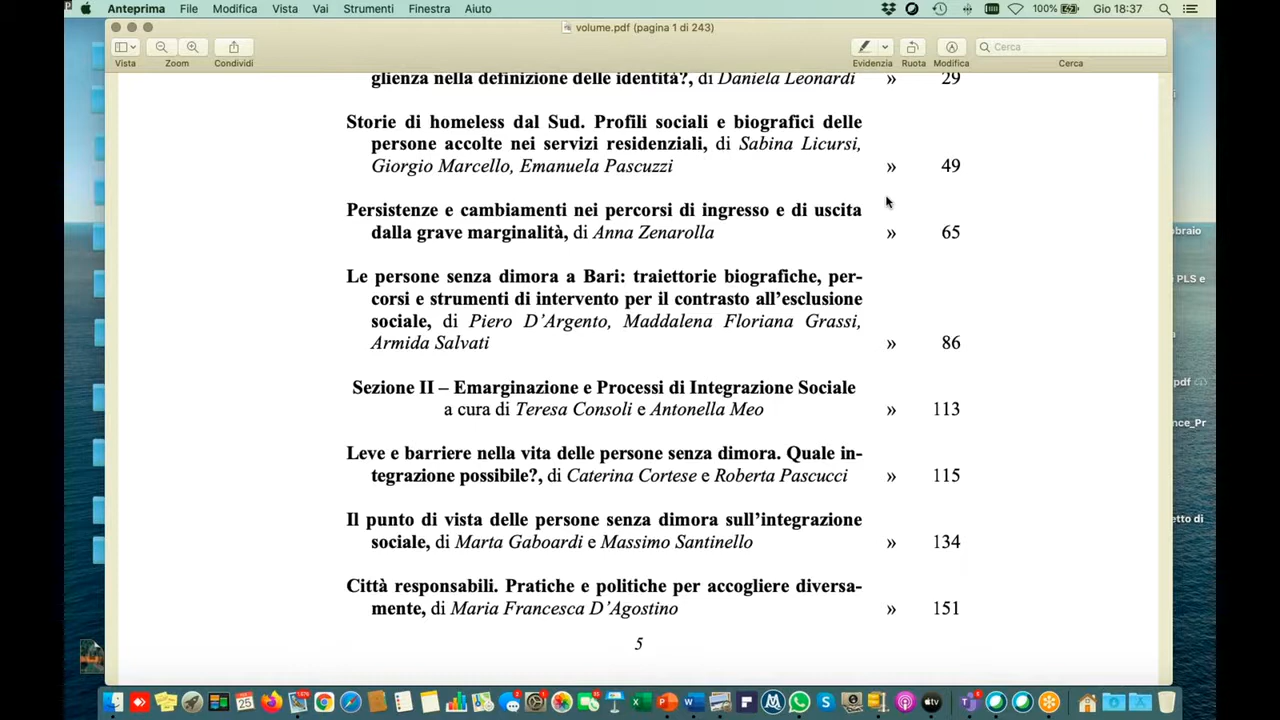 Anteprima File Modifica Vista Vai Strumenti Finestra Aiuto 100% Gio 18:37
volume.pdf (pagina 1 di 243)
Cerca
Vista Zoom Condividi Evidenzia Ruota Modifica Cerca
glienza nella definizione delle identità?, di Daniela Leonardi » 29
Storie di homeless dal Sud. Profili sociali e biografici delle
persone accolte nei servizi residenziali, di Sabina Licursi,
Giorgio Marcello, Emanuela Pascuzzi » 49
Persistenze e cambiamenti nei percorsi di ingresso e di uscita
dalla grave marginalità, di Anna Zenarolla » 65
Le persone senza dimora a Bari: traiettorie biografiche, per-
corsi e strumenti di intervento per il contrasto all'esclusione
sociale, di Piero D'Argento, Maddalena Floriana Grassi,
Armida Salvati » 86
Sezione II – Emarginazione e Processi di Integrazione Sociale
a cura di Teresa Consoli e Antonella Meo » 113
Leve e barriere nella vita delle persone senza dimora. Quale in-
tegrazione possibile?, di Caterina Cortese e Roberta Pascucci » 115
Il punto di vista delle persone senza dimora sull'integrazione
sociale, di Marta Gaboardi e Massimo Santinello » 134
Città responsabili. Pratiche e politiche per accogliere diversa-
mente, di Maria Francesca D'Agostino » 151
5
braio
PLS e
pdf
nce_Pr
etto di